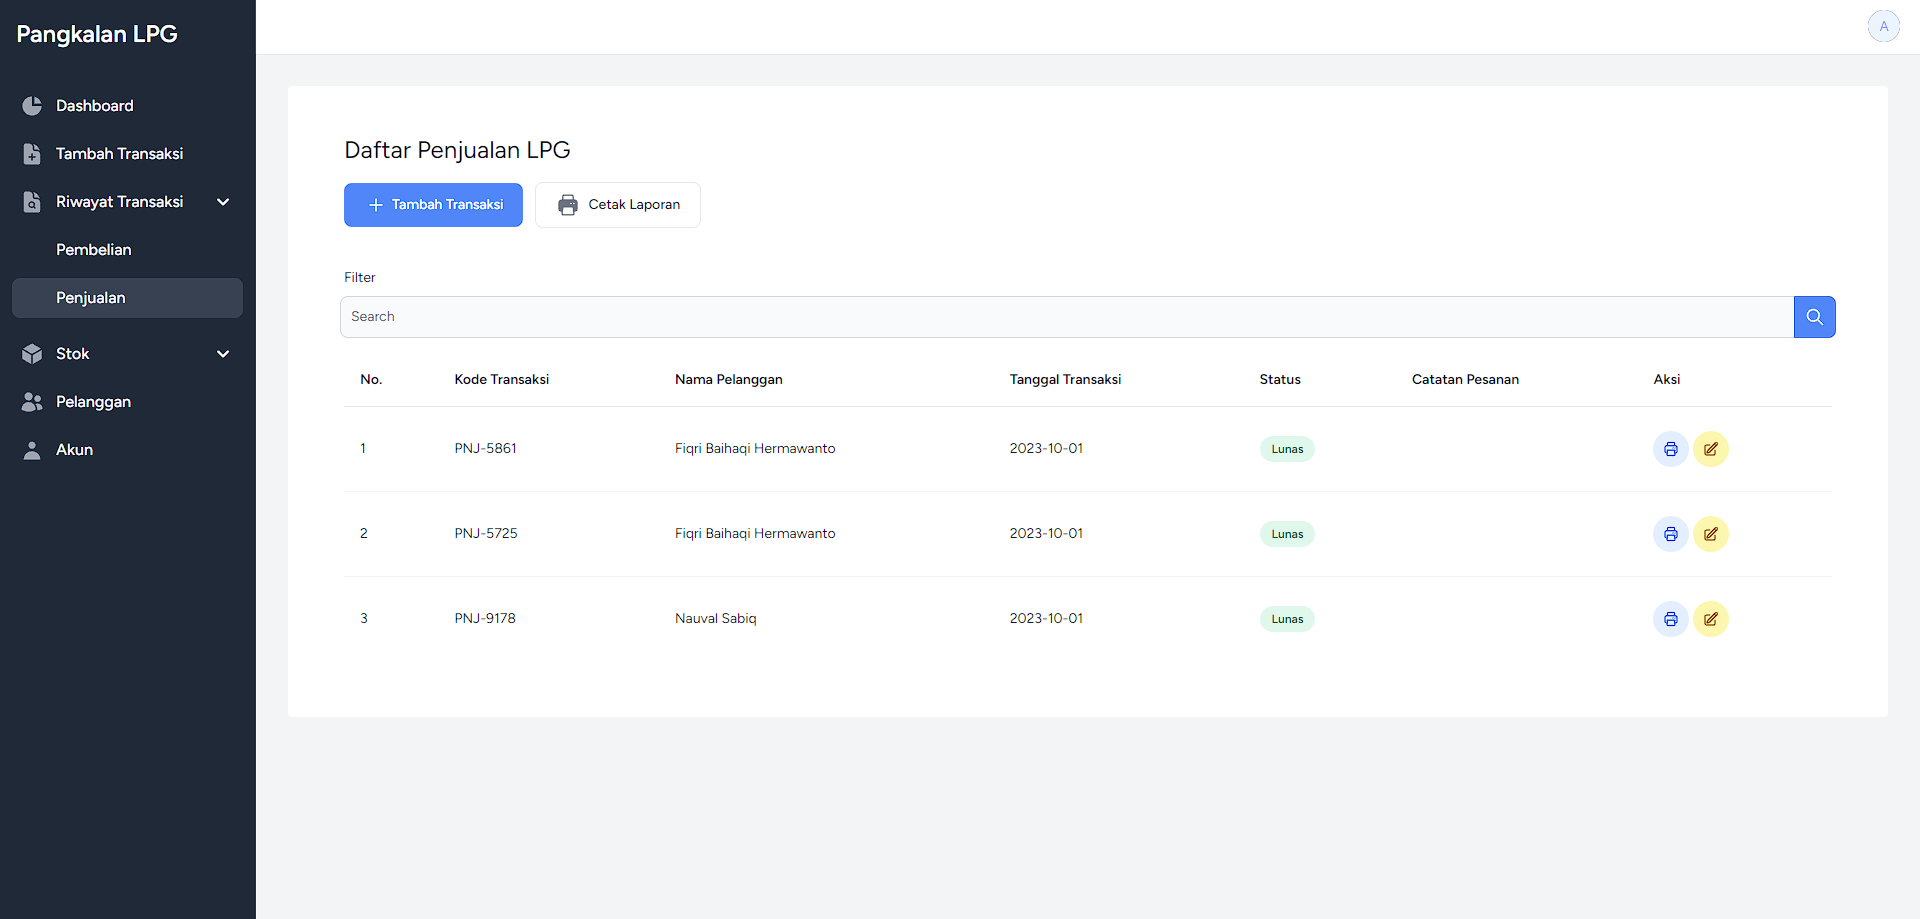 Pangkalan LPG
A
Dashboard
Tambah Transaksi
Riwayat Transaksi
Pembelian
Penjualan
Stok
Pelanggan
Akun
Daftar Penjualan LPG
Tambah Transaksi
Cetak Laporan
Filter
Search
No. Kode Transaksi Nama Pelanggan Tanggal Transaksi Status Catatan Pesanan Aksi
1 PNJ-5861 Fiqri Baihaqi Hermawanto 2023-10-01 Lunas
2 PNJ-5725 Fiqri Baihaqi Hermawanto 2023-10-01 Lunas
3 PNJ-9178 Nauval Sabiq 2023-10-01 Lunas